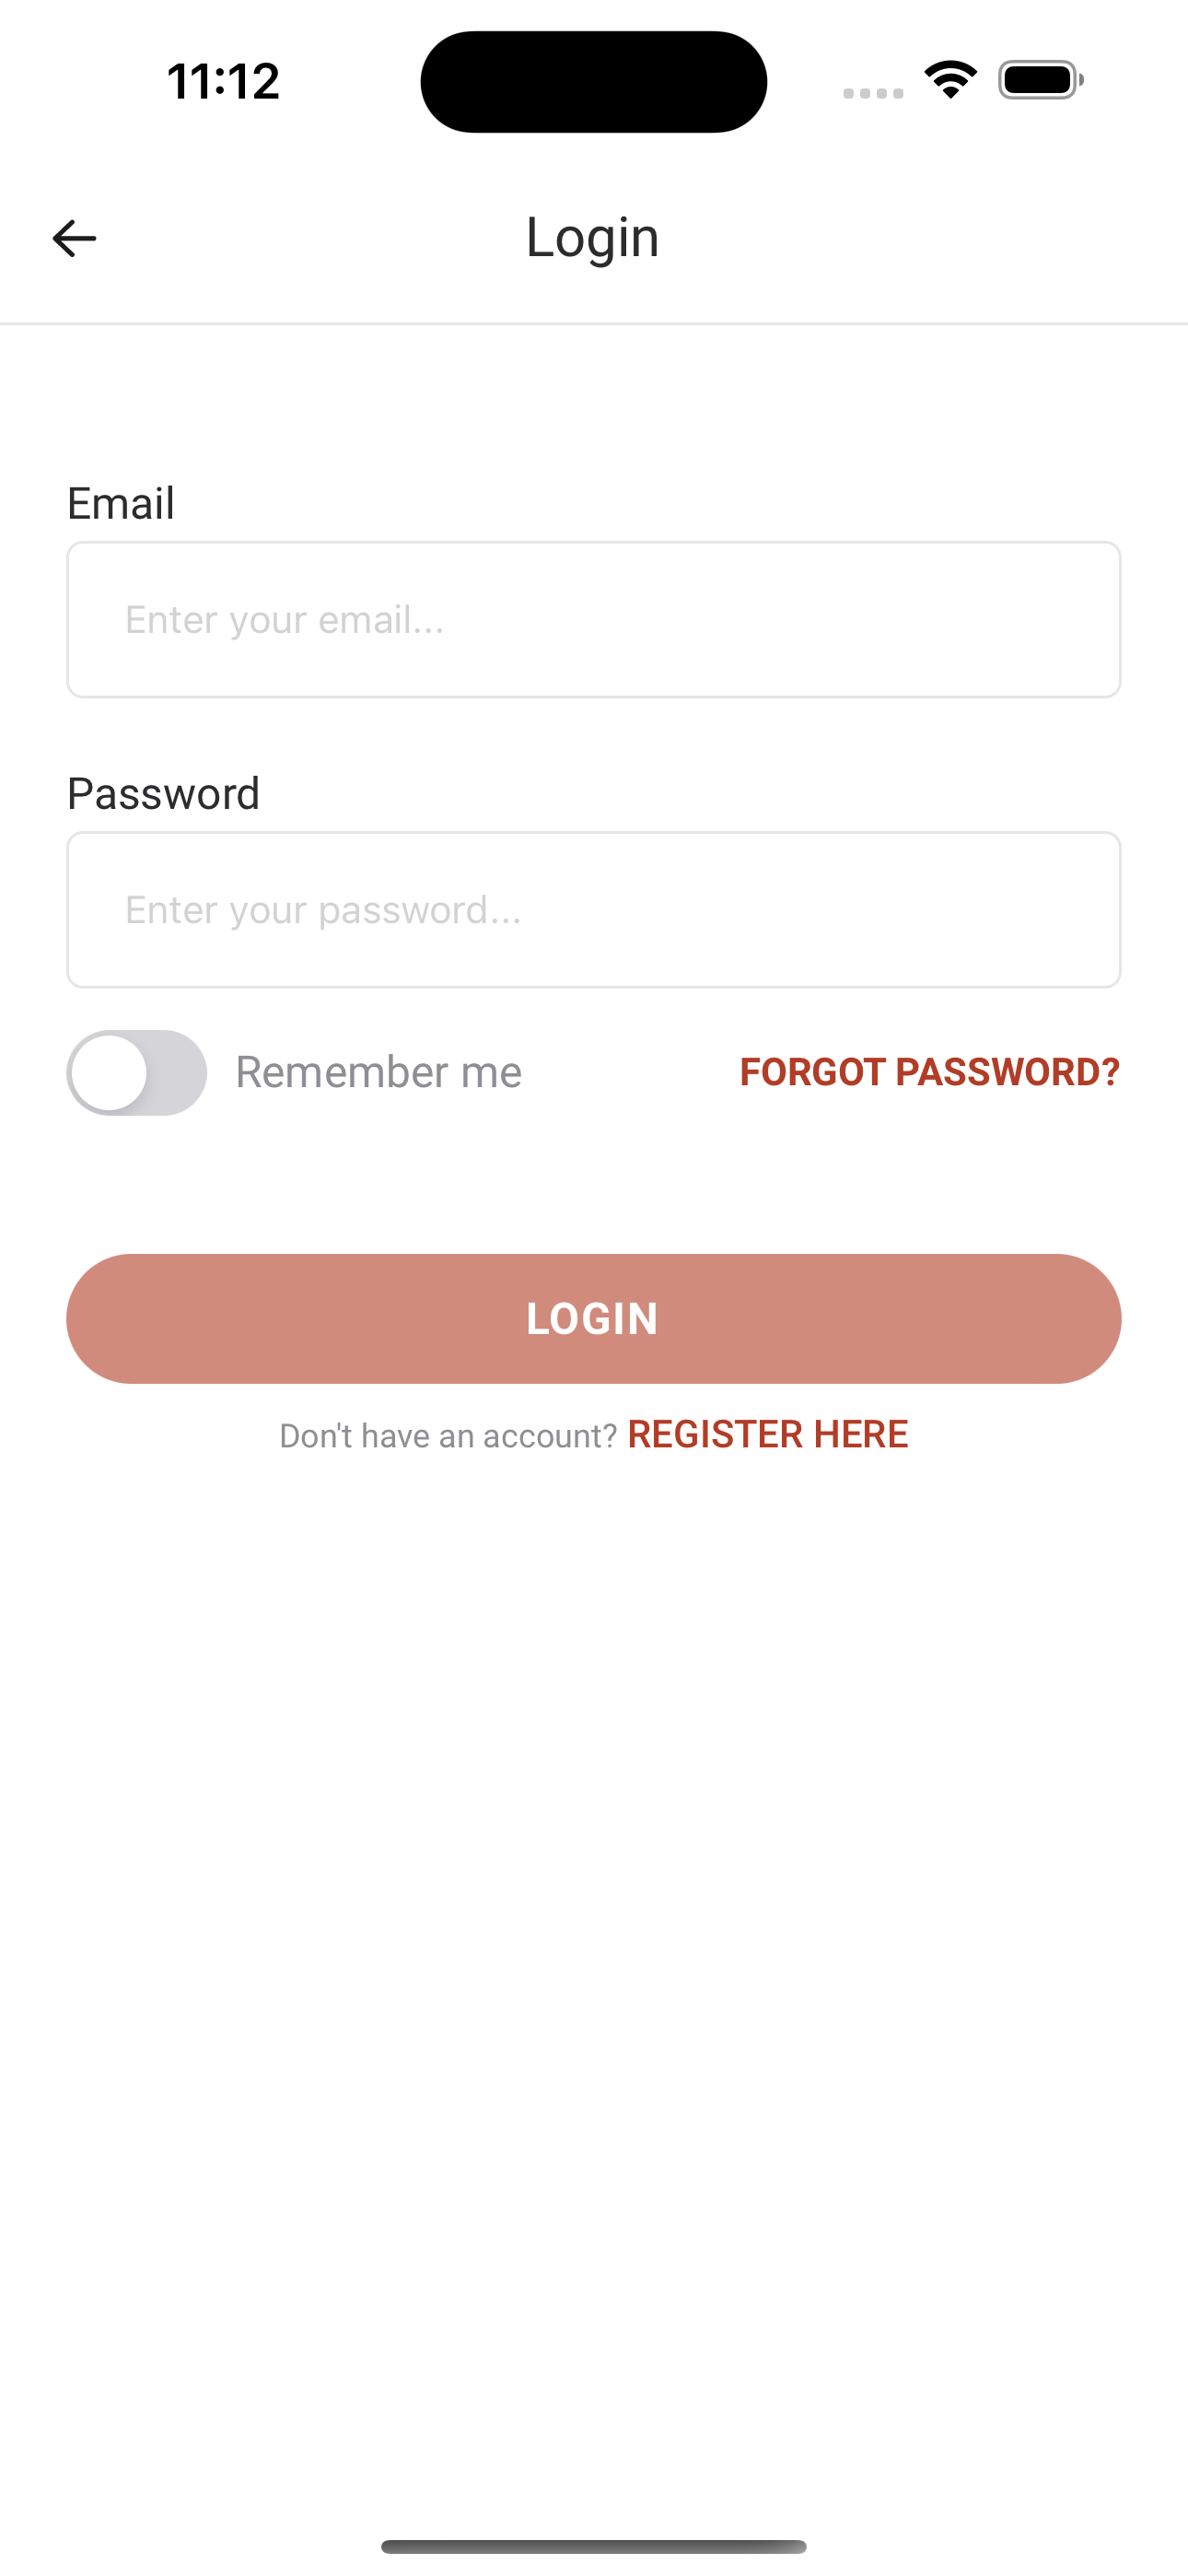 11:12
Login
Email
Enter your email...
Password
Enter your password...
Remember me FORGOT PASSWORD?
LOGIN
Don't have an account? REGISTER HERE